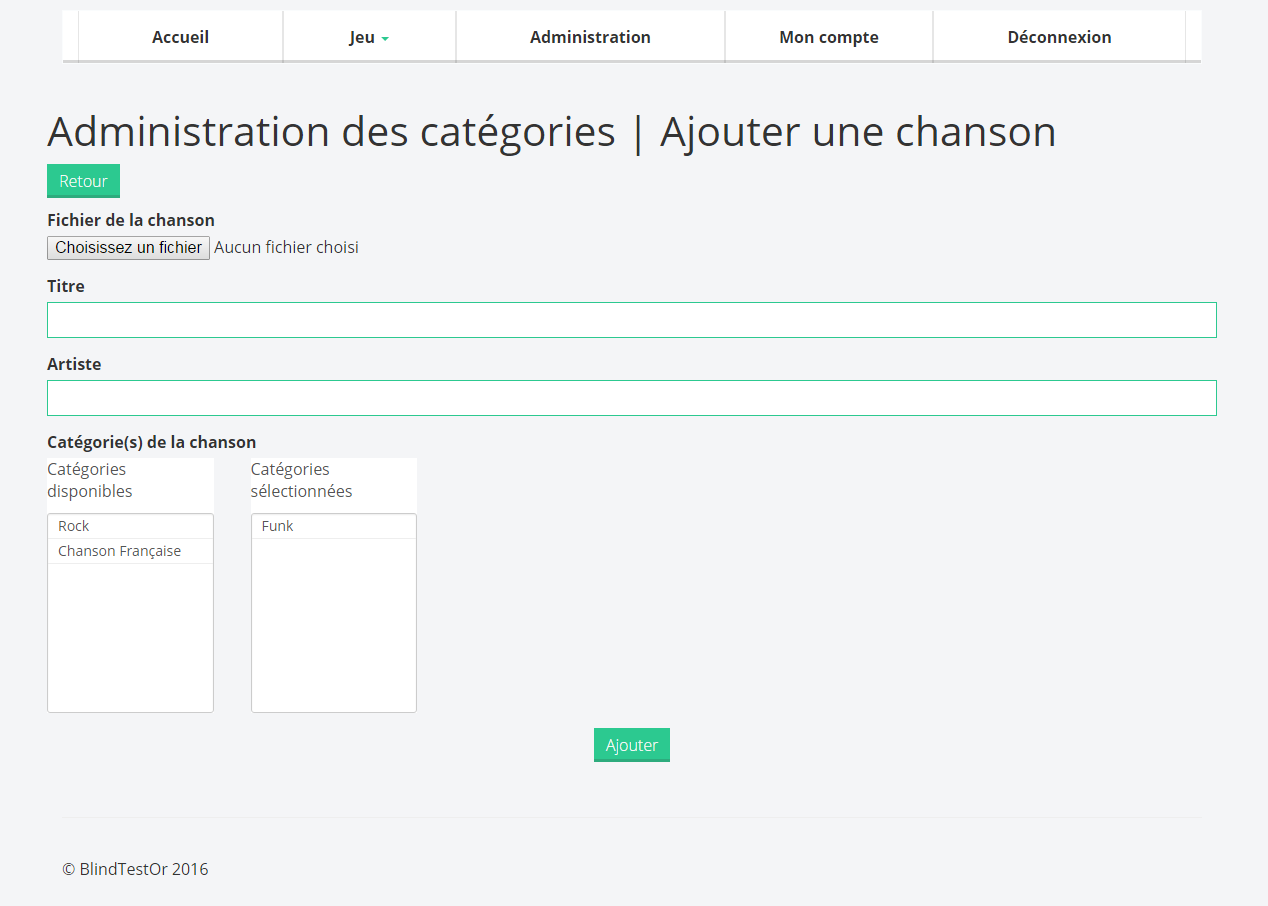 Accueil
Jeu
Administration
Mon compte
Déconnexion
Administration des catégories | Ajouter une chanson
Retour
Fichier de la chanson
Choisissez un fichier Aucun fichier choisi
Titre
Artiste
Catégorie(s) de la chanson
Catégories
disponibles
Rock
Chanson Française
Catégories
sélectionnées
Funk
Ajouter
© BlindTestOr 2016